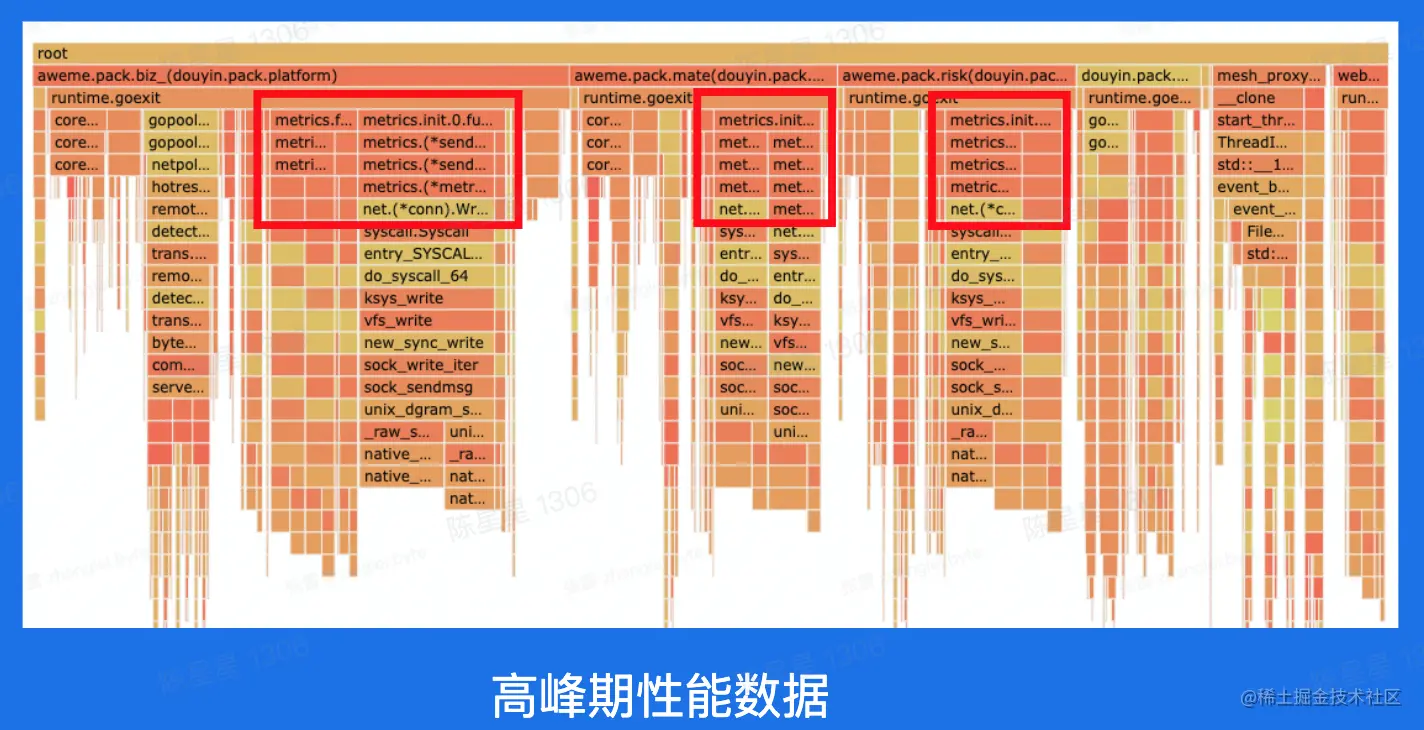 root
aweme.pack.biz_(douyin.pack.platform) aweme.pack.mate(douyin.pack.... aweme.pack.risk(douyin.pac... douyin.pack.... mesh_proxy... web...
runtime.goexit runtime.goexit runtime.goexit runtime.goe... __clone run...
core... gopool... metrics.f... metrics.init.0.fu... cor... metrics.init... metrics.init.... go... start_thr...
core... gopool... metri... metrics.(*send... cor... met... met... metrics... go... ThreadI...
core... netpol... metri... metrics.(*send... cor... met... met... metrics... std::__1...
hotres... metrics.(*metr... met... met... metric... event_b...
remot... net.(*conn).Wr... net.... met... net.(*c... event_...
detect... syscall.Syscall sys... net.... syscall... File...
trans.... entry_SYSCAL... entr... sys... entry_... std:...
remo... do_syscall_64 do_... entr... do_sys...
detec... ksys_write ksy... do_... ksys_...
trans... vfs_write vfs... ksy... vfs_wri...
byte... new_sync_write new... vfs... new_s...
com... sock_write_iter soc... new... sock_...
serve... sock_sendmsg soc... soc... sock_s...
unix_dgram_s... uni... soc... unix_d...
_raw_s... uni... uni... _ra...
native_... _ra... nat...
native_... nat... nat...
nat...
陈星星 1306
高峰期性能数据
@稀土掘金技术社区